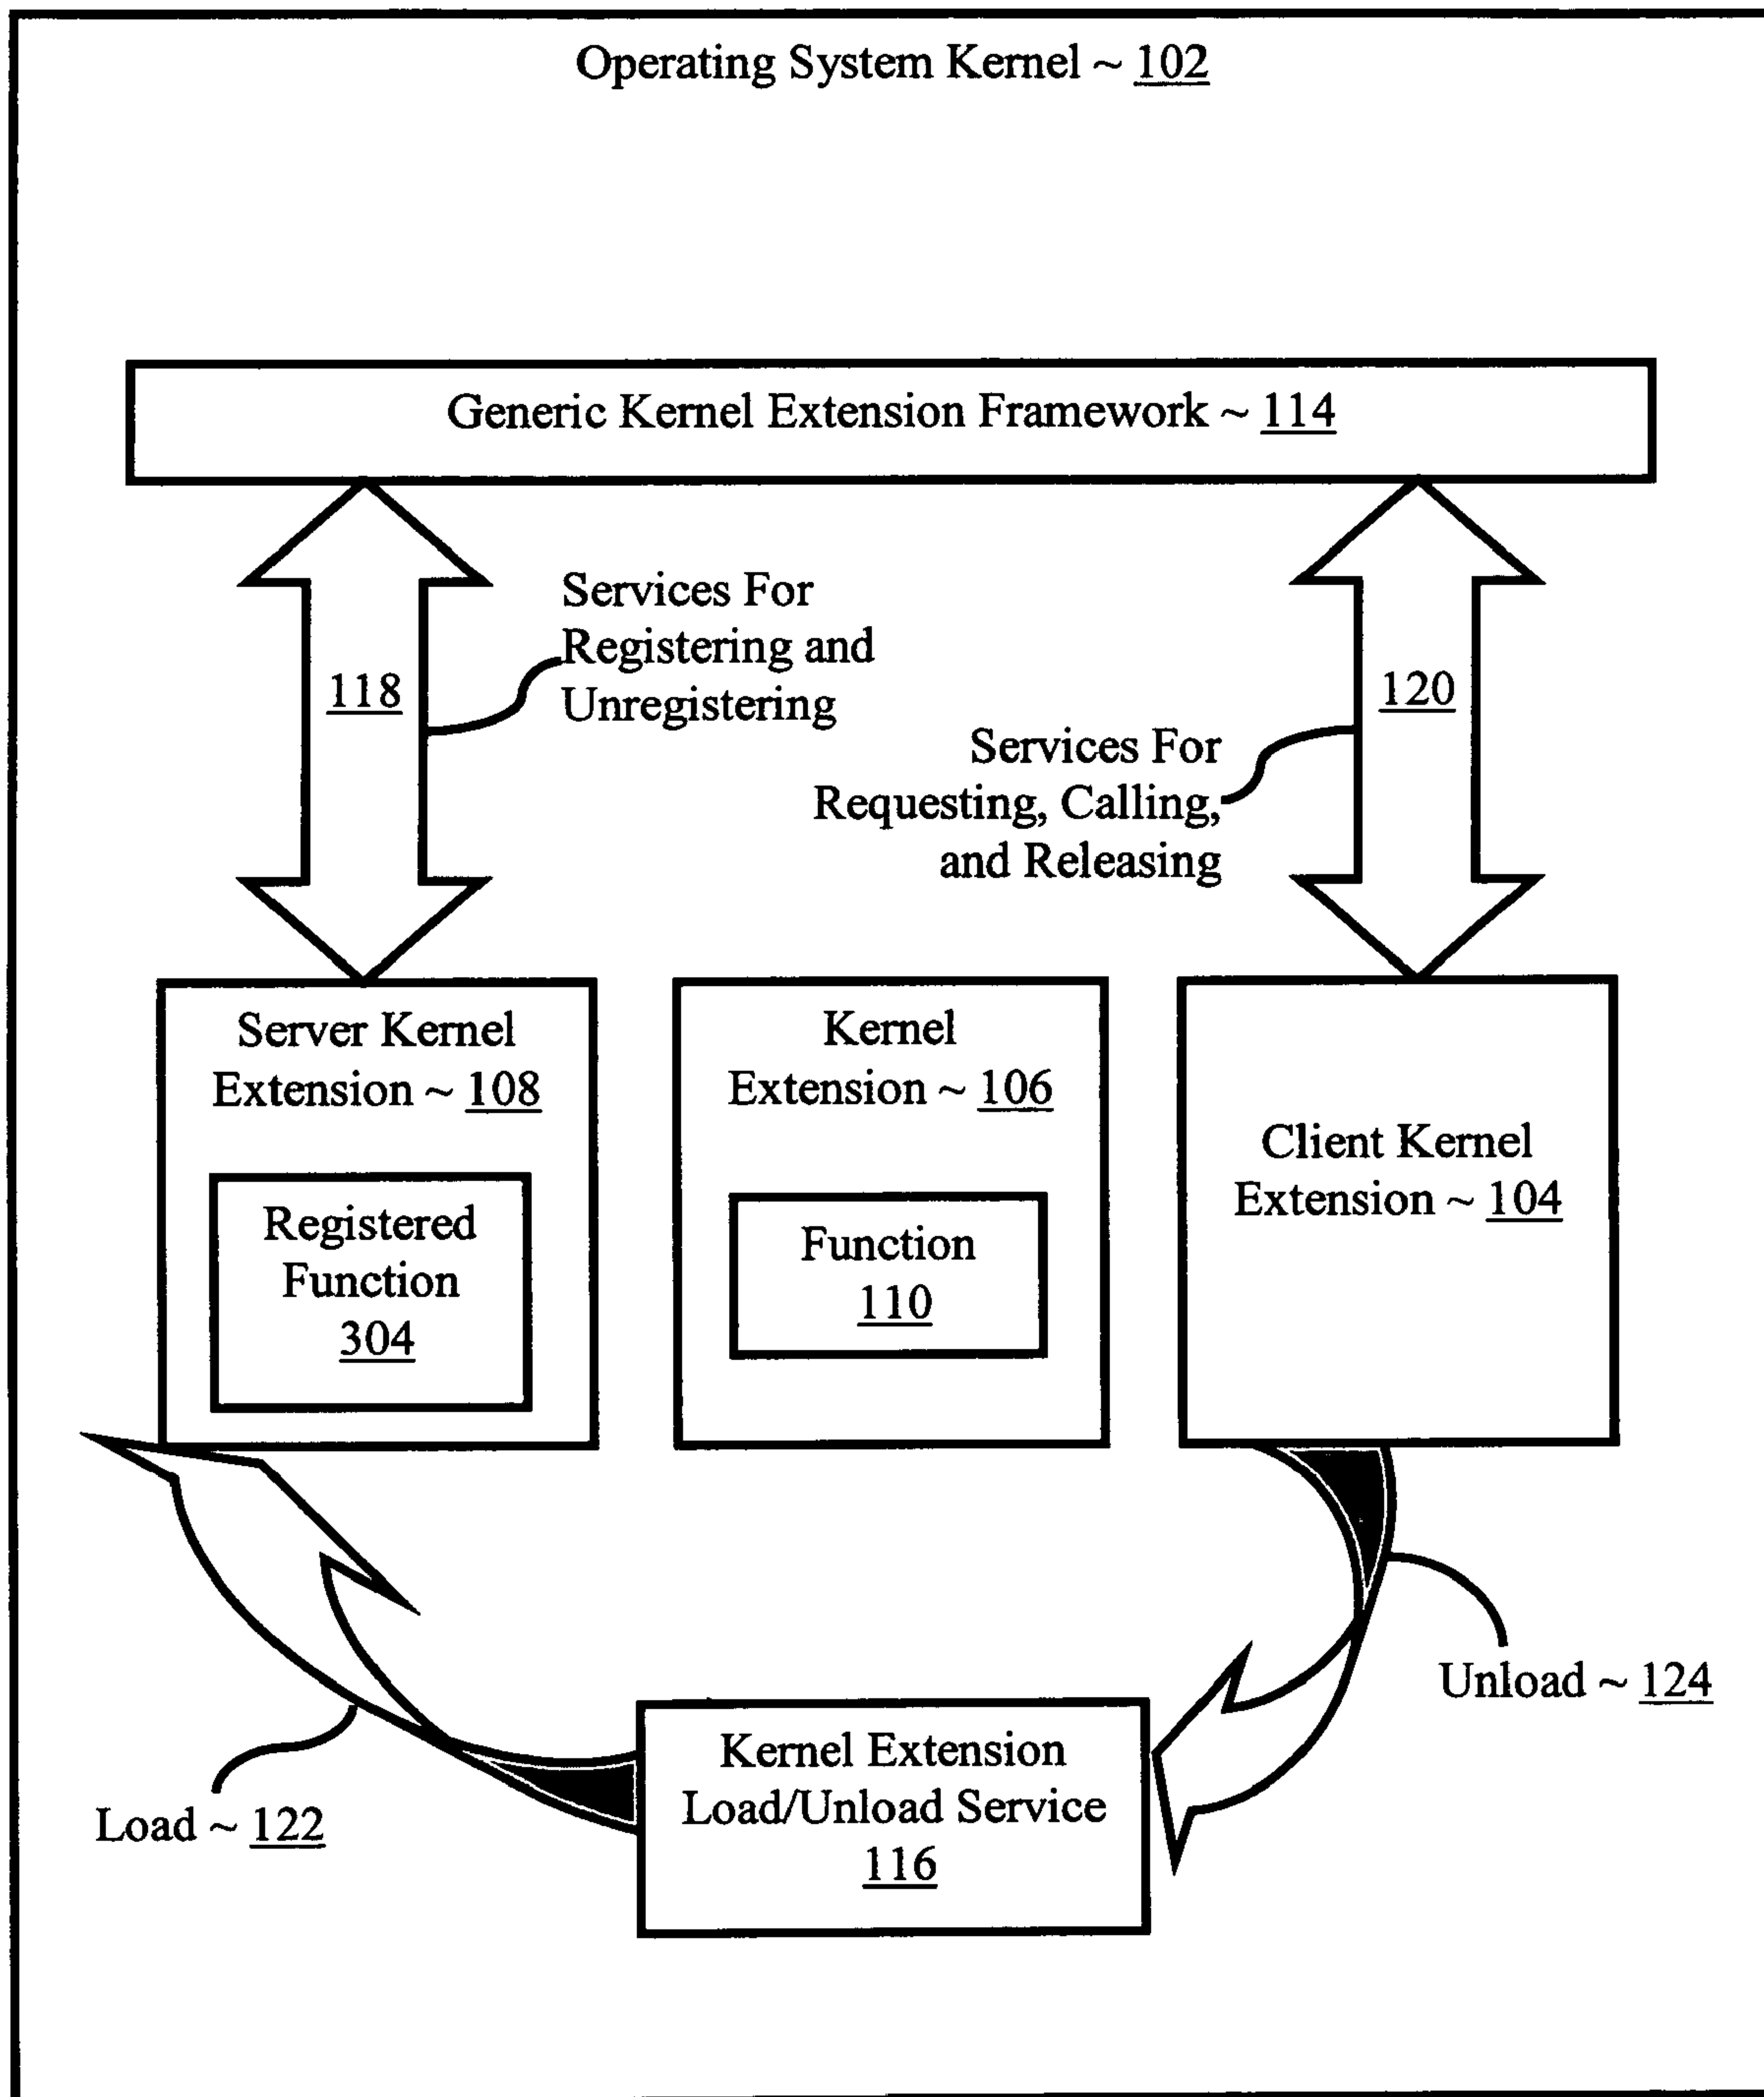 Operating System Kernel ~ 102
Generic Kernel Extension Framework ~ 114
118
Services For
Registering and
Unregistering
120
Services For
Requesting, Calling,
and Releasing
Server Kernel
Extension ~ 108
Registered
Function
304
Kernel
Extension ~ 106
Function
110
Client Kernel
Extension ~ 104
Load ~ 122
Kernel Extension
Load/Unload Service
116
Unload ~ 124